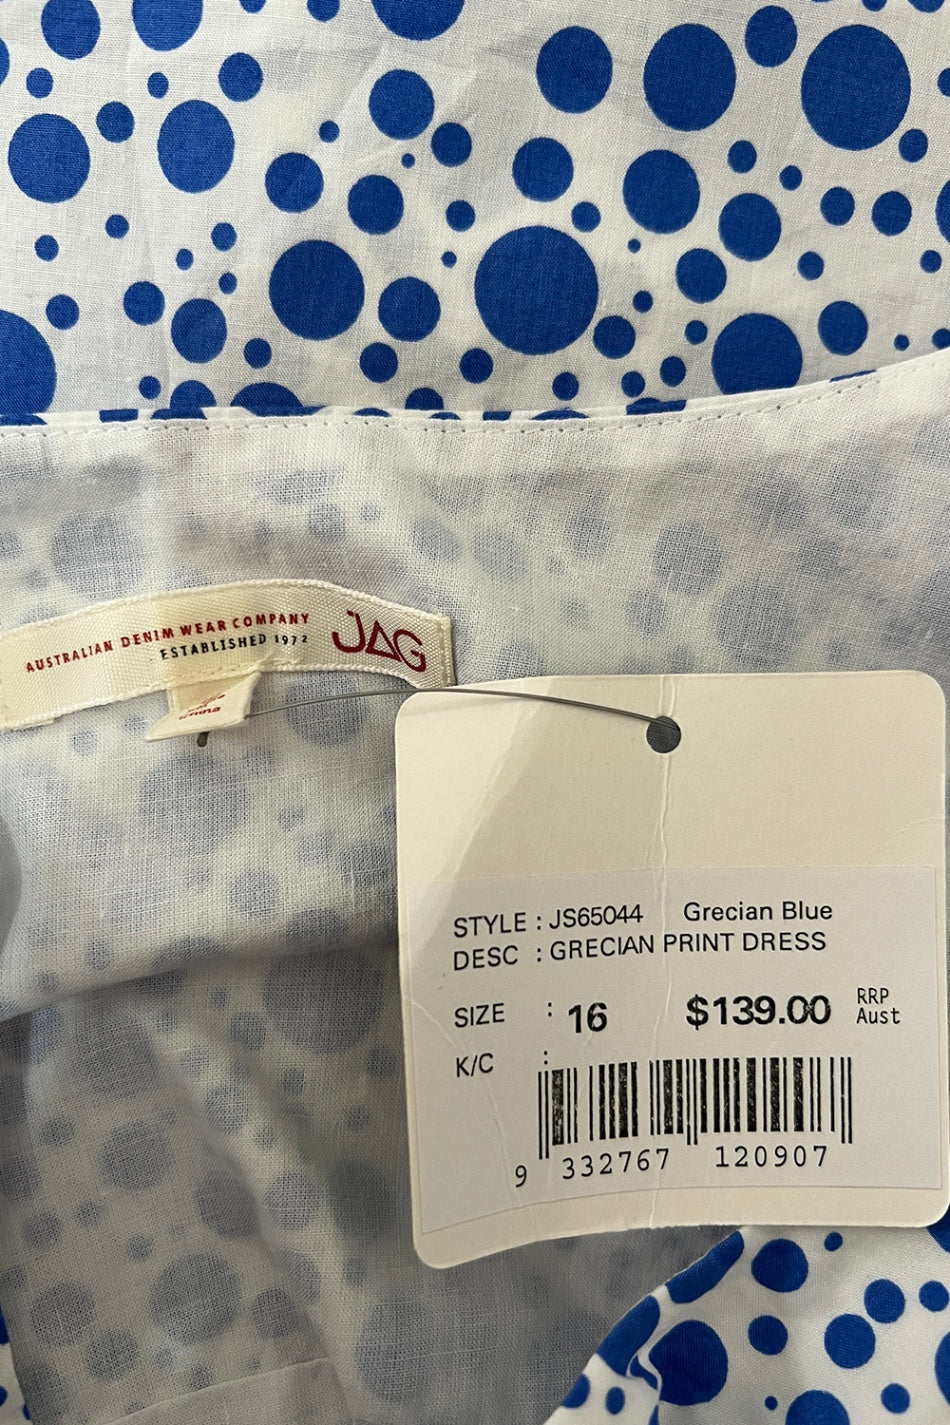 AUSTRALIAN DENIM WEAR COMPANY
ESTABLISHED 1972
JAG
China
STYLE : JS65044 Grecian Blue
DESC : GRECIAN PRINT DRESS
SIZE : 16 $139.00 RRP Aust
K/C :
9 332767 120907